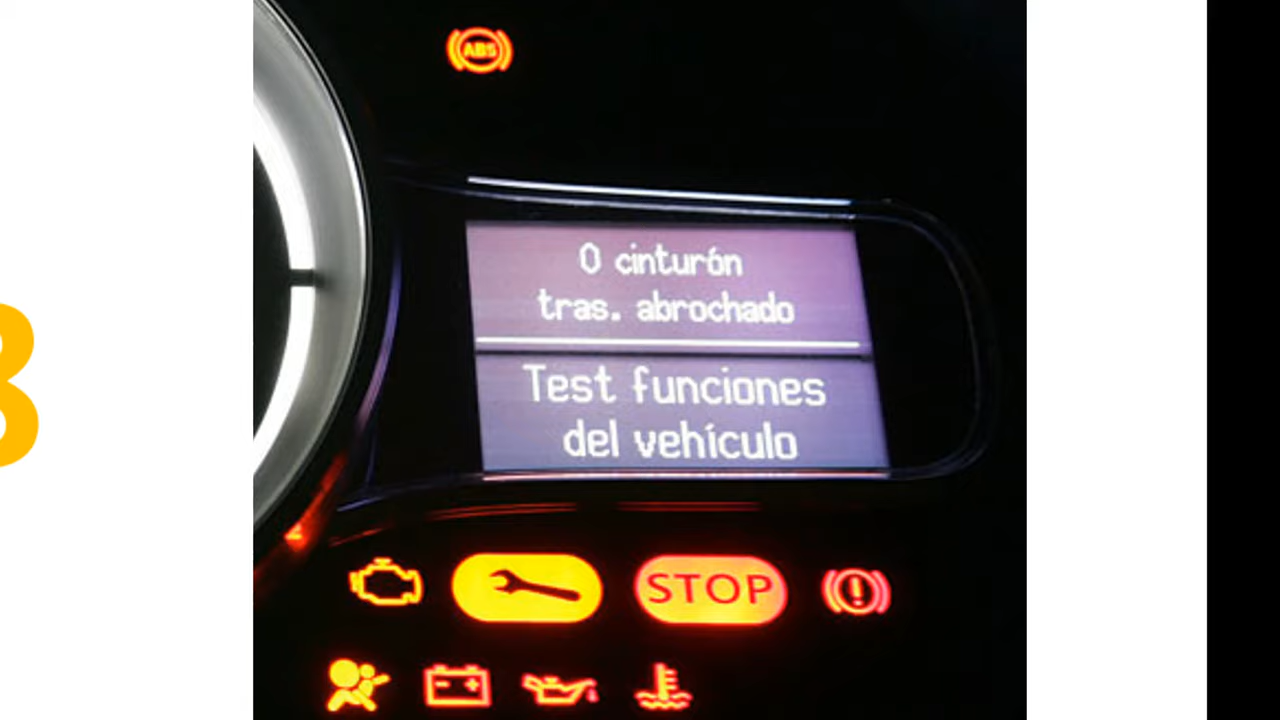 ABS
0 cinturón
tras. abrochado
Test funciones
del vehículo
STOP